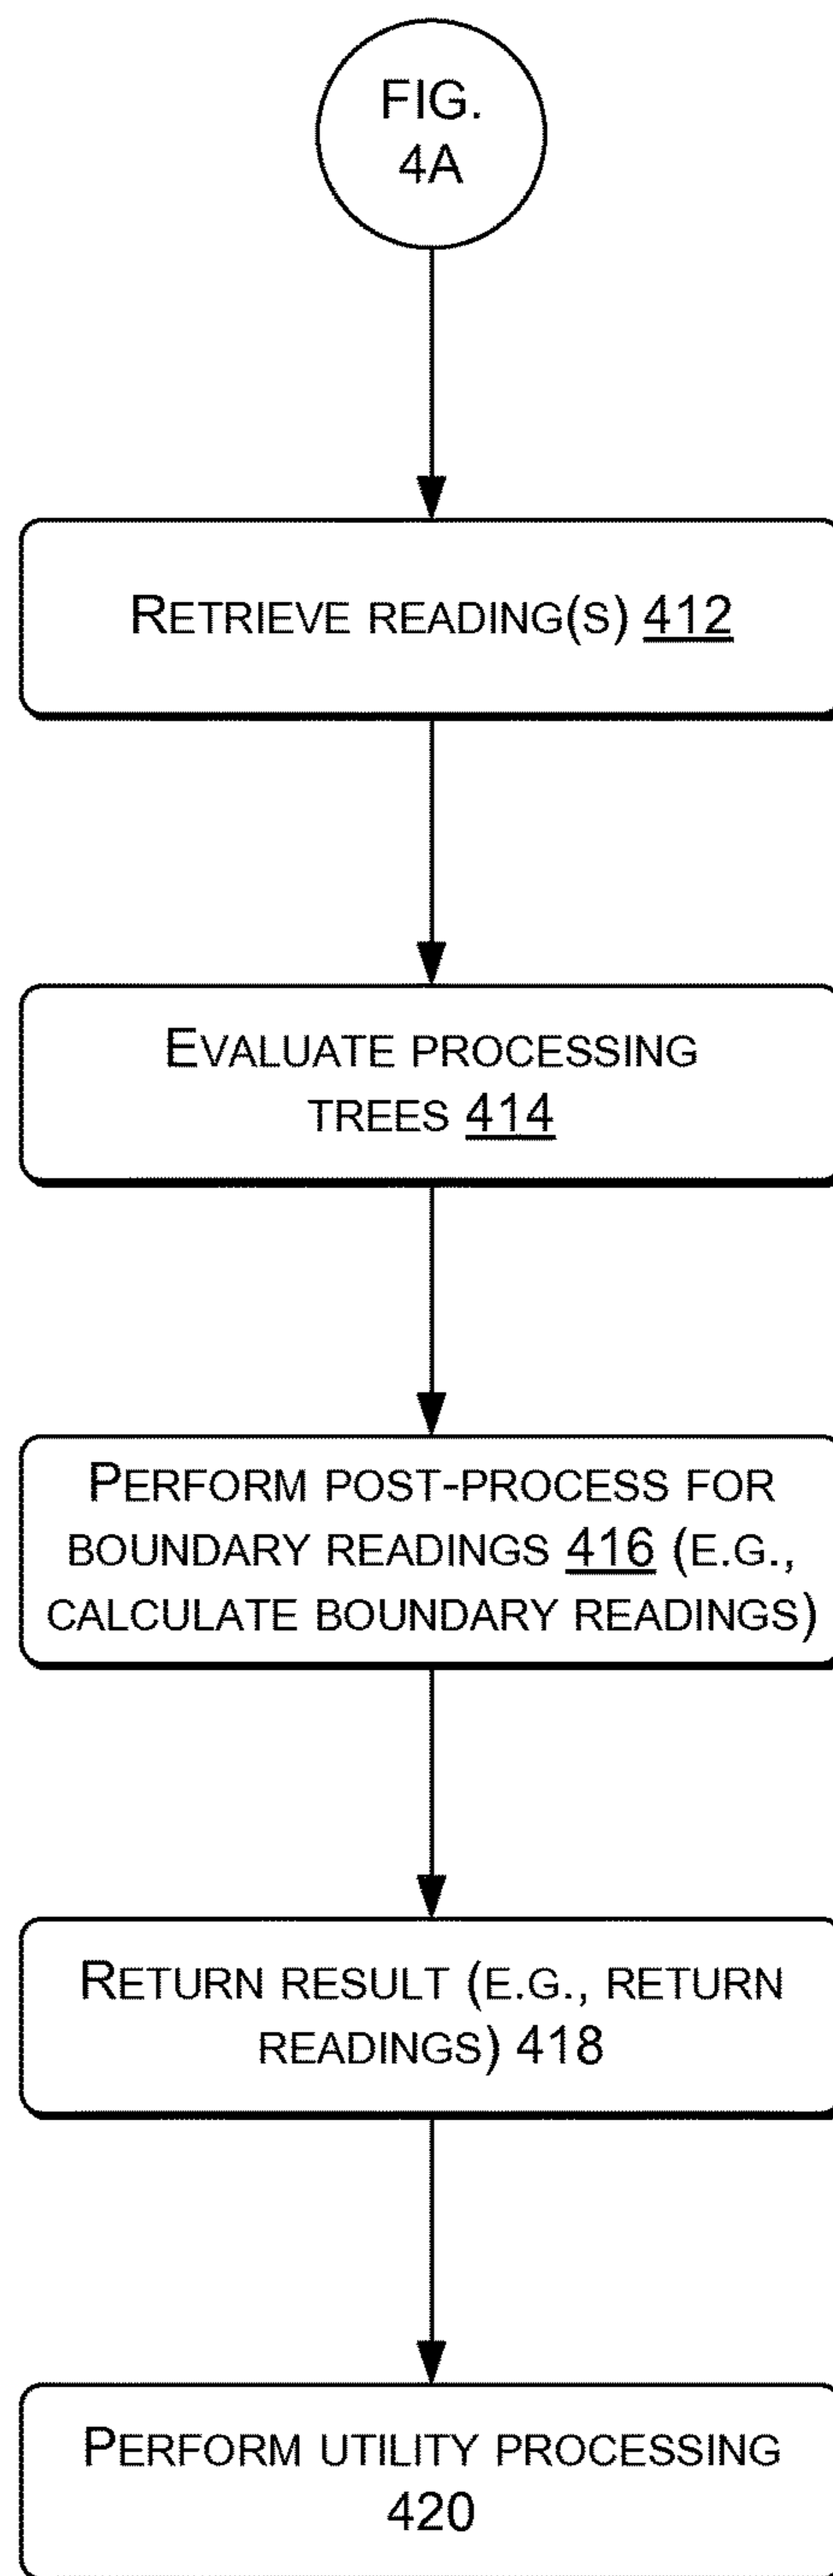 FIG.
4A
RETRIEVE READING(S) 412
EVALUATE PROCESSING
TREES 414
PERFORM POST-PROCESS FOR
BOUNDARY READINGS 416 (E.G.,
CALCULATE BOUNDARY READINGS)
RETURN RESULT (E.G., RETURN
READINGS) 418
PERFORM UTILITY PROCESSING
420